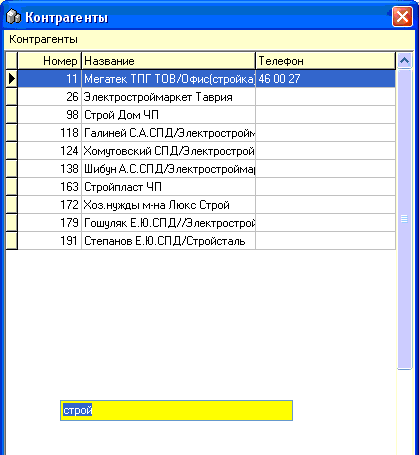 Контрагенты
Контрагенты
Номер Название Телефон
11 Мегатек ТПГ ТОВ/Офис(стройка) 46 00 27
26 Электростроймаркет Таврия
98 Строй Дом ЧП
118 Галиней С.А.СПД/Электростройм
124 Хомутовский СПД/Электрострой
138 Шибун А.С.СПД/Электростроймар
163 Стройпласт ЧП
172 Хоз.нужды м-на Люкс Строй
179 Гошуляк Е.Ю.СПД//Электрострой
191 Степанов Е.Ю.СПД/Стройсталь
строй